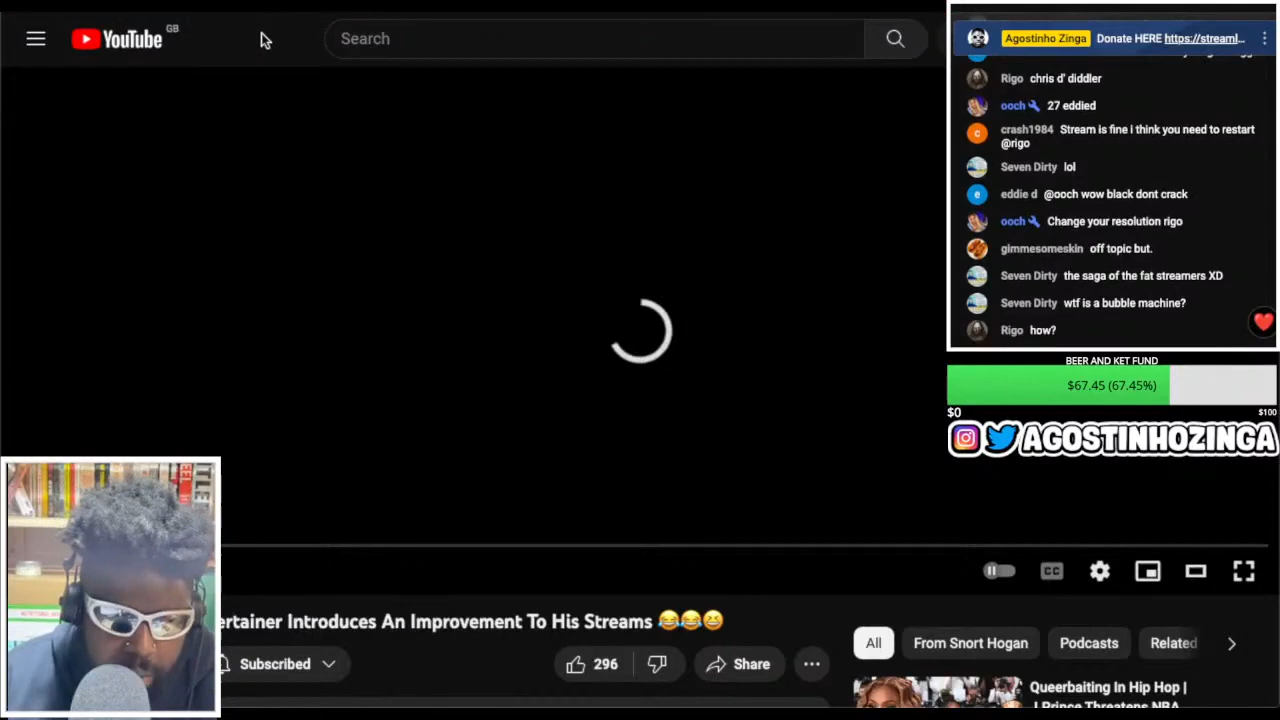 YouTube GB
Search
Agostinho Zinga Donate HERE https://streaml...
Rigo chris d' diddler
ooch 27 eddied
crash1984 Stream is fine i think you need to restart
@rigo
Seven Dirty lol
eddie d @ooch wow black dont crack
ooch Change your resolution rigo
gimmesomeskin off topic but.
Seven Dirty the saga of the fat streamers XD
Seven Dirty wtf is a bubble machine?
Rigo how?
BEER AND KET FUND
$67.45 (67.45%)
$0 $100
AGOSTINHOZINGA
CC
ertainer Introduces An Improvement To His Streams 😂😂😆
Subscribed
296
Share
All From Snort Hogan Podcasts Related
Queerbaiting In Hip Hop |
J Prince Threatens NBA